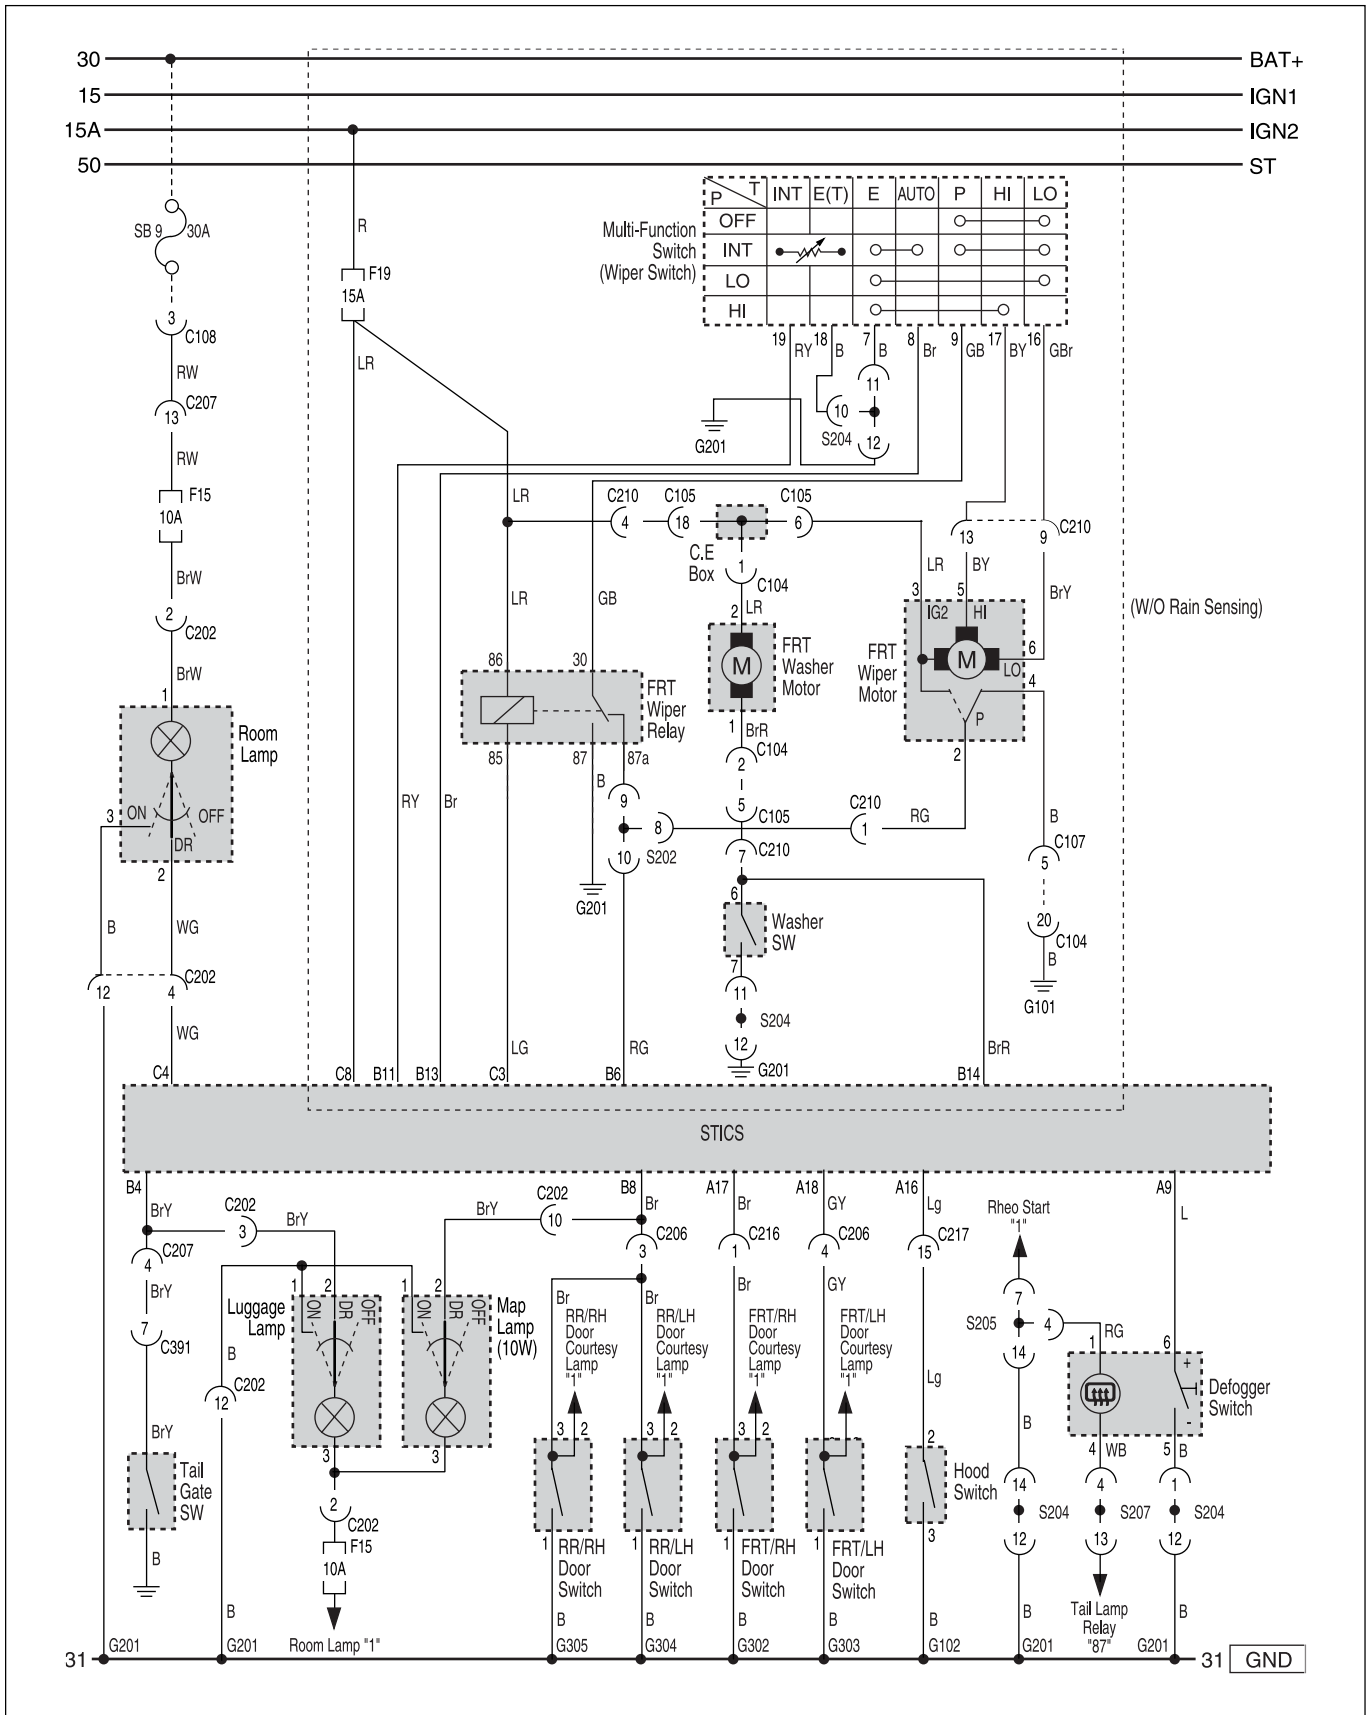 30 BAT+
15 IGN1
15A IGN2
50 ST
P T INT E(T) E AUTO P HI LO
OFF
INT
LO
HI
Multi-Function
Switch
(Wiper Switch)
SB 9 30A
R
F19
15A
3
C108
RW
C207
13
RW
F15
10A
BrW
2
C202
BrW
1
LR
19 RY 18 B 7 B 8 Br 9 GB 17 BY 16 GBr
11
10
S204
12
G201
LR
C210
4
C105
18
C105
6
C.E
Box
1
C104
2 LR
13
9
C210
LR BY
BrY
3 5
IG2 HI
6
LO
4
M
P
2
FRT
Wiper
Motor
(W/O Rain Sensing)
LR GB
86 30
FRT
Wiper
Relay
85 87 87a
M
FRT
Washer
Motor
1 BrR
C104
2
5
C105
7 C210
Room
Lamp
3 ON OFF
DR
2
RY Br
B
9
8
10 S202
G201
C210
1
RG
B
C107
5
20
C104
B
G101
6
Washer
SW
7
11
S204
12
G201
B WG
C202
12 4
WG
LG RG BrR
C4 C8 B11 B13 C3 B6 B14
STICS
B4 B8 A17 A18 A16 A9
BrY
C202
3
BrY
C207
4
BrY
7
C391
BrY
Tail
Gate
SW
B
BrY
C202
10
Br
C206
3
Br
C216
1
Br
GY
C206
4
GY
Lg
C217
15
Lg
Rheo Start
"1"
7
S205
4
14
RG
L
1 6
+
-
Defogger
Switch
B
4 WB
5 B
14
S204
12
B
4
S207
13
Tail Lamp
Relay
"87"
1
S204
12
B
1 2
ON DR OFF
Luggage
Lamp
3
1 2
ON DR OFF
Map
Lamp
(10W)
3
B
C202
12
B
2
C202
F15
10A
Room Lamp "1"
Br
RR/RH
Door
Courtesy
Lamp
"1"
Br
RR/LH
Door
Courtesy
Lamp
"1"
FRT/RH
Door
Courtesy
Lamp
"1"
FRT/LH
Door
Courtesy
Lamp
"1"
3 2
3 2
3 2
3 2
1 RR/RH
Door
Switch
B
1 RR/LH
Door
Switch
B
1 FRT/RH
Door
Switch
B
1 FRT/LH
Door
Switch
B
2
Hood
Switch
3
B
31 G201 G201 G305 G304 G302 G303 G102 G201 G201 31 GND